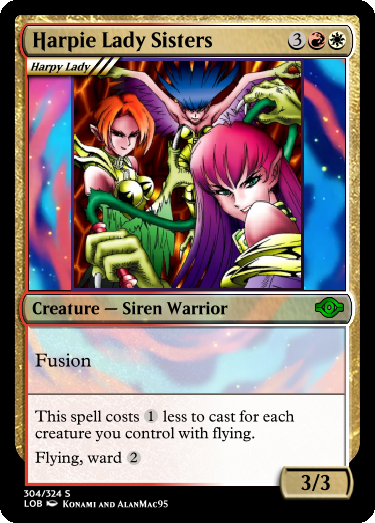 Harpie Lady Sisters 3
Harpy Lady
Creature — Siren Warrior
Fusion
This spell costs 1 less to cast for each
creature you control with flying.
Flying, ward 2
3/3
304/324 S
LOB Konami and AlanMac95